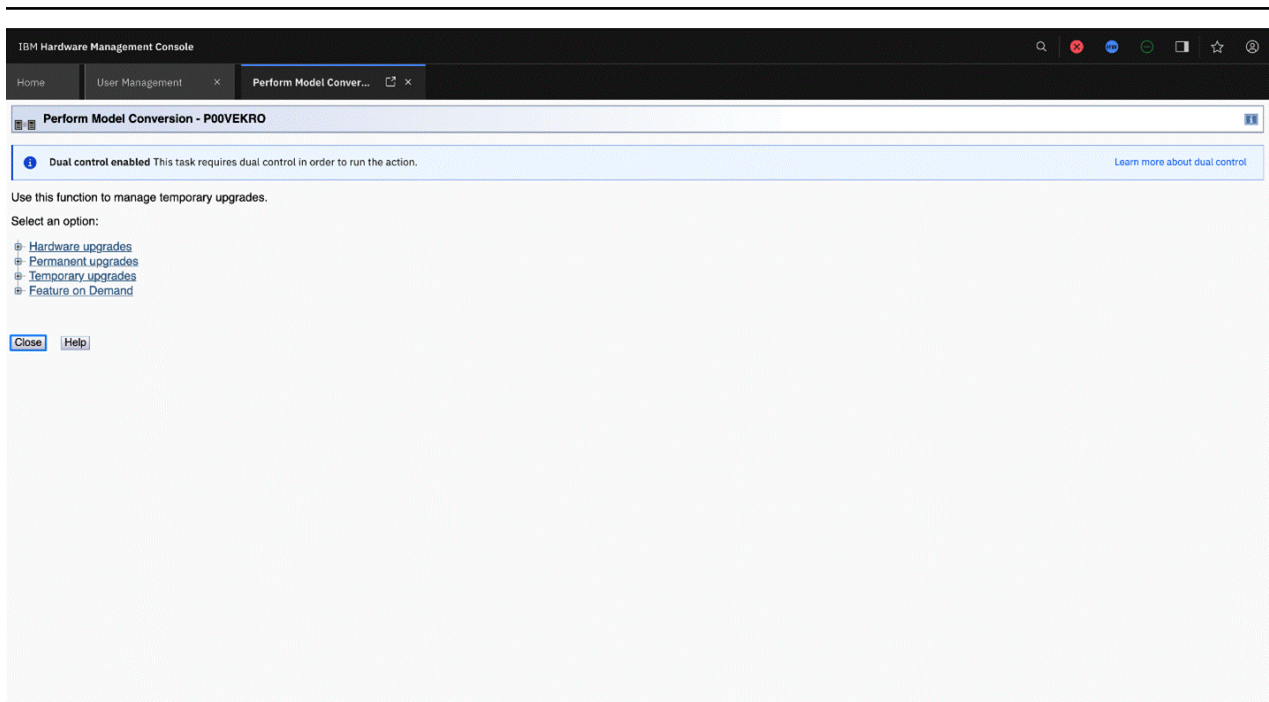 IBM Hardware Management Console
Home
User Management
Perform Model Conver...
Perform Model Conversion - P00VEKRO
Dual control enabled This task requires dual control in order to run the action.
Learn more about dual control
Use this function to manage temporary upgrades.
Select an option:
Hardware upgrades
Permanent upgrades
Temporary upgrades
Feature on Demand
Close Help